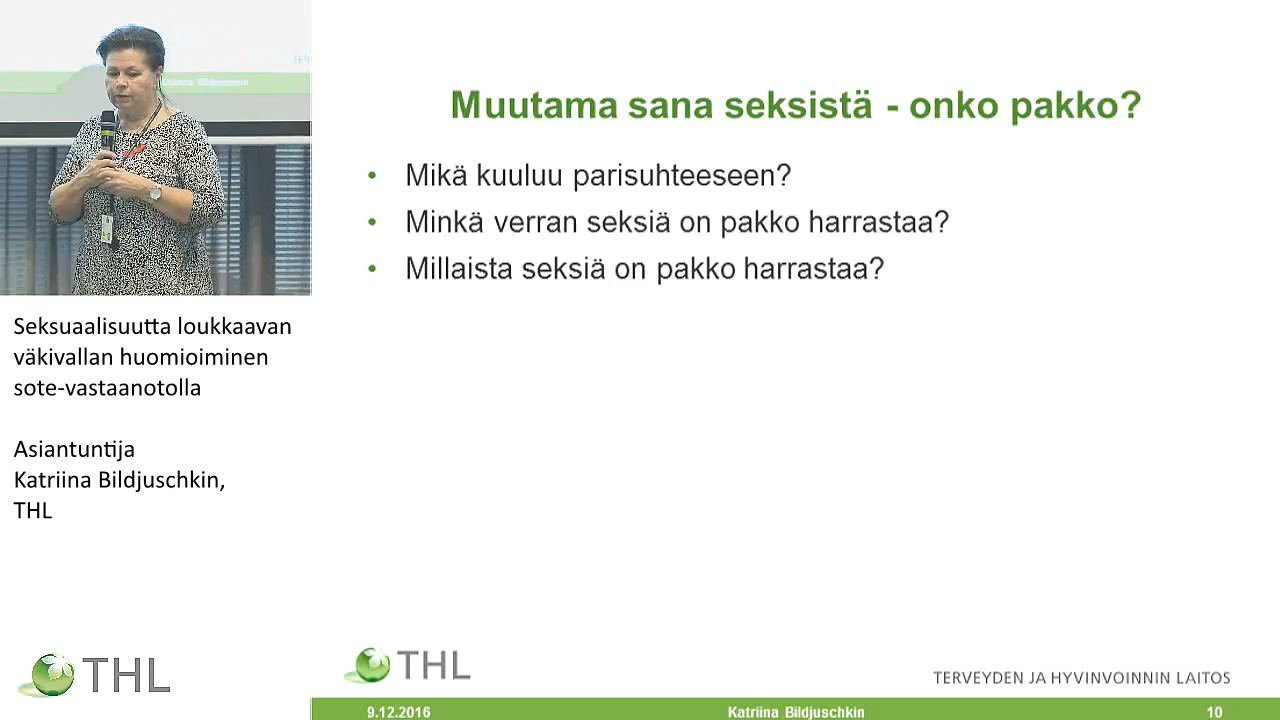 Muutama sana seksistä - onko pakko?
• Mikä kuuluu parisuhteeseen?
• Minkä verran seksiä on pakko harrastaa?
• Millaista seksiä on pakko harrastaa?
Seksuaalisuutta loukkaavan
väkivallan huomioiminen
sote-vastaanotolla
Asiantuntija
Katriina Bildjuschkin,
THL
THL
THL
TERVEYDEN JA HYVINVOINNIN LAITOS
9.12.2016
Katriina Bildjuschkin
10